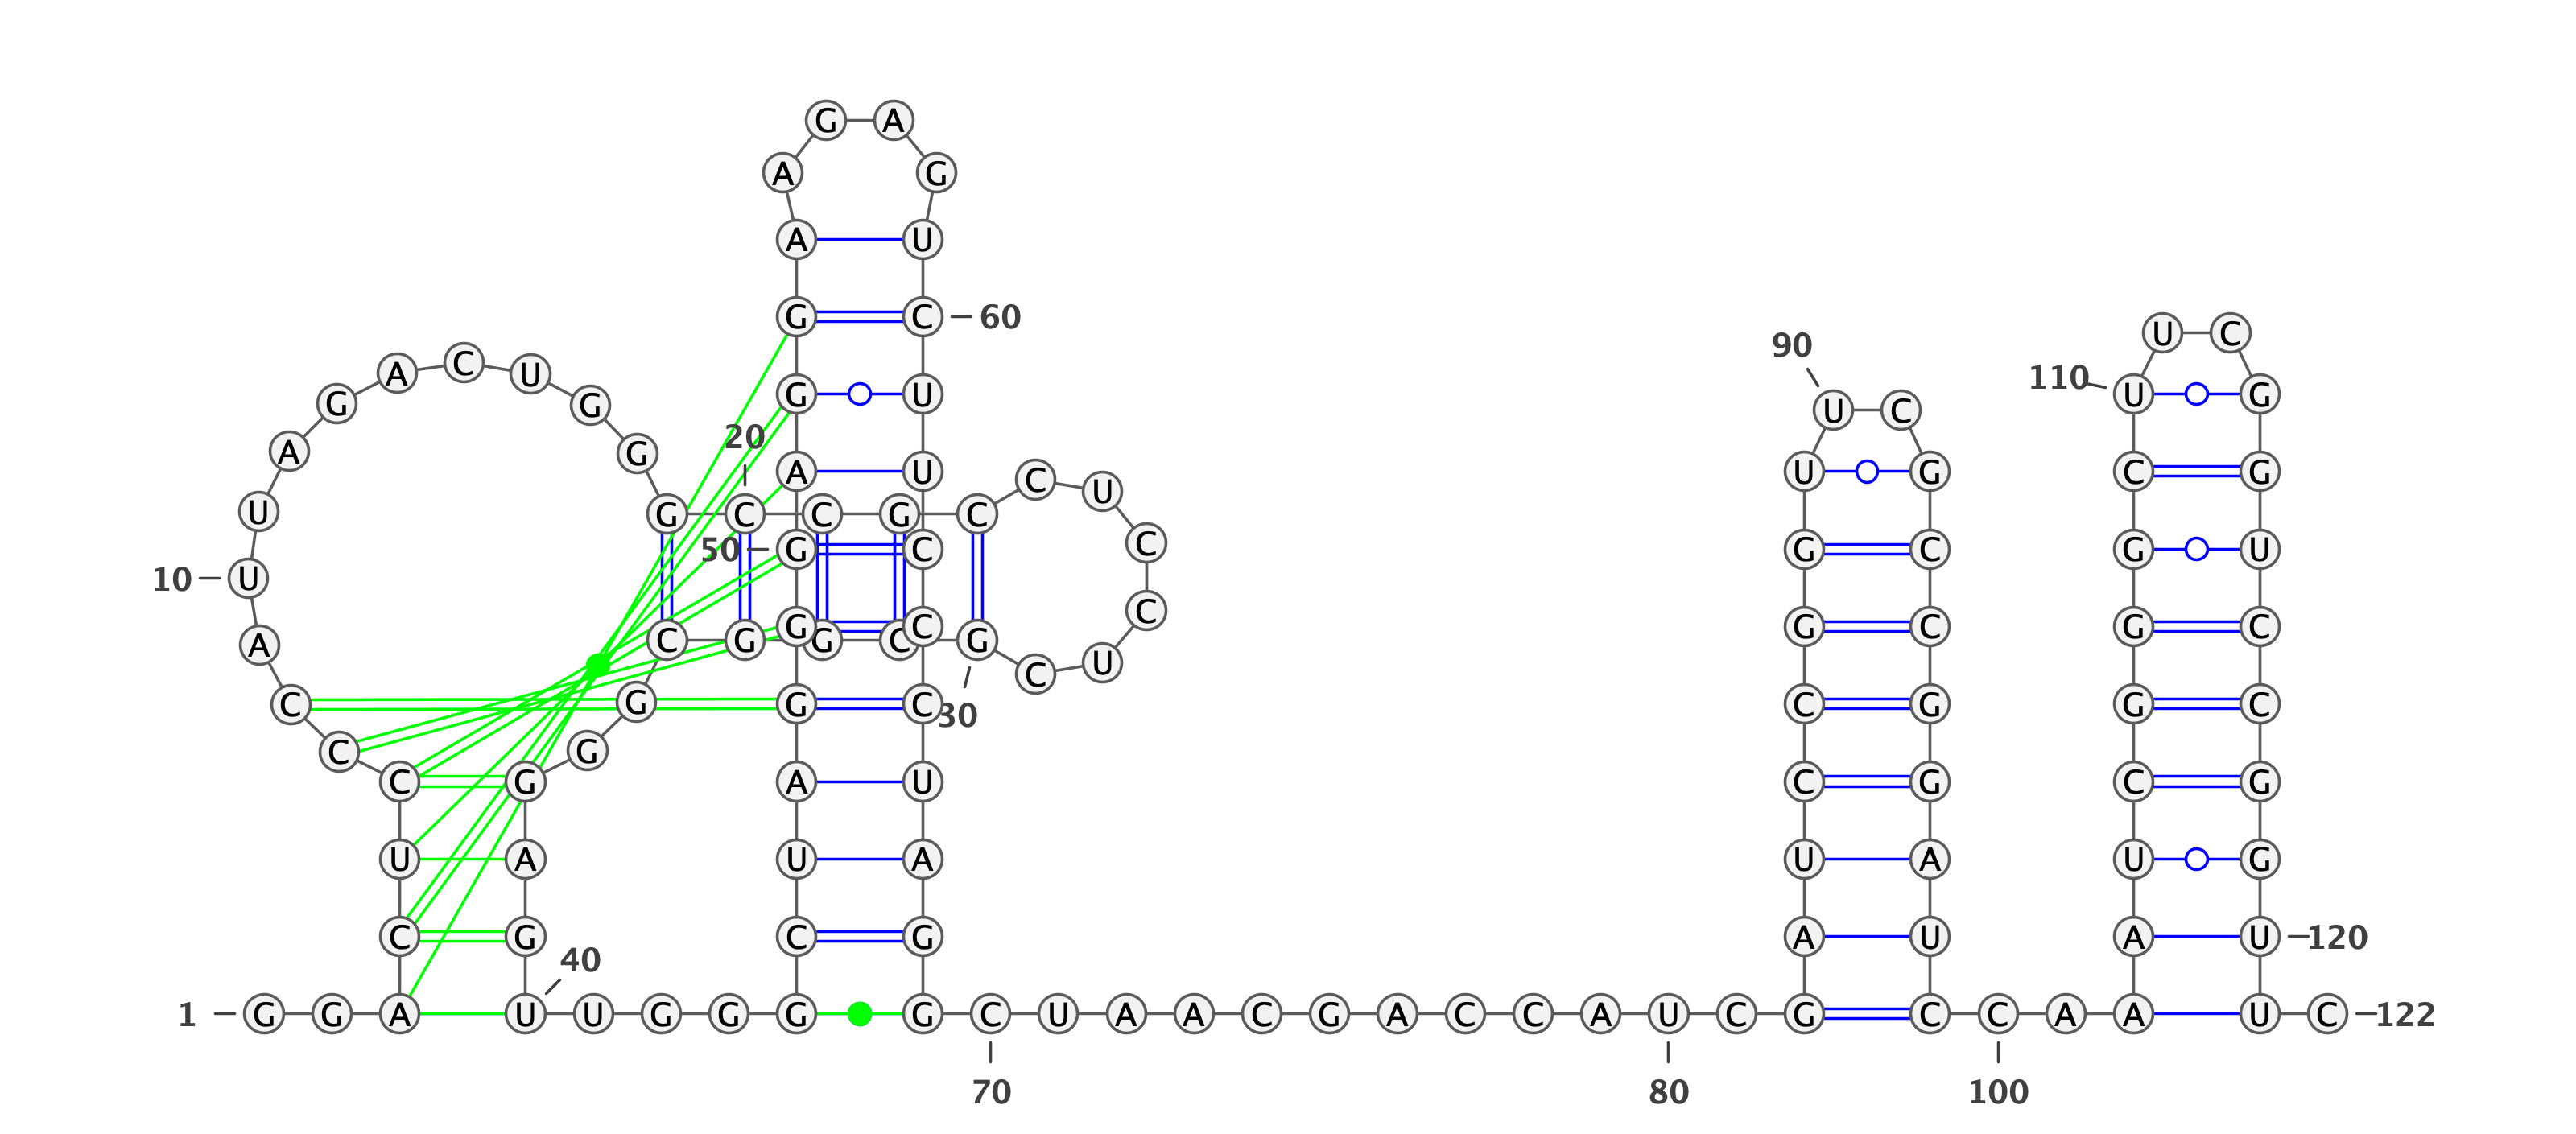 G A
A G
A U
G C 60
U C
90
A C U 110
G U U G
G G U C
20
A G
A U U G C G
C U
U G C C G C
50 G C C G C G U
10 U
C
G C G C G C
A C G G C G
U C
C G G C C G G C
30
C G
C G A U C G C G
U A U A U A U G
C G C G A U A U 120
40
1 G G A U U G G G G C U A A C G A C C A U C G C C A A U C 122
70 80 100